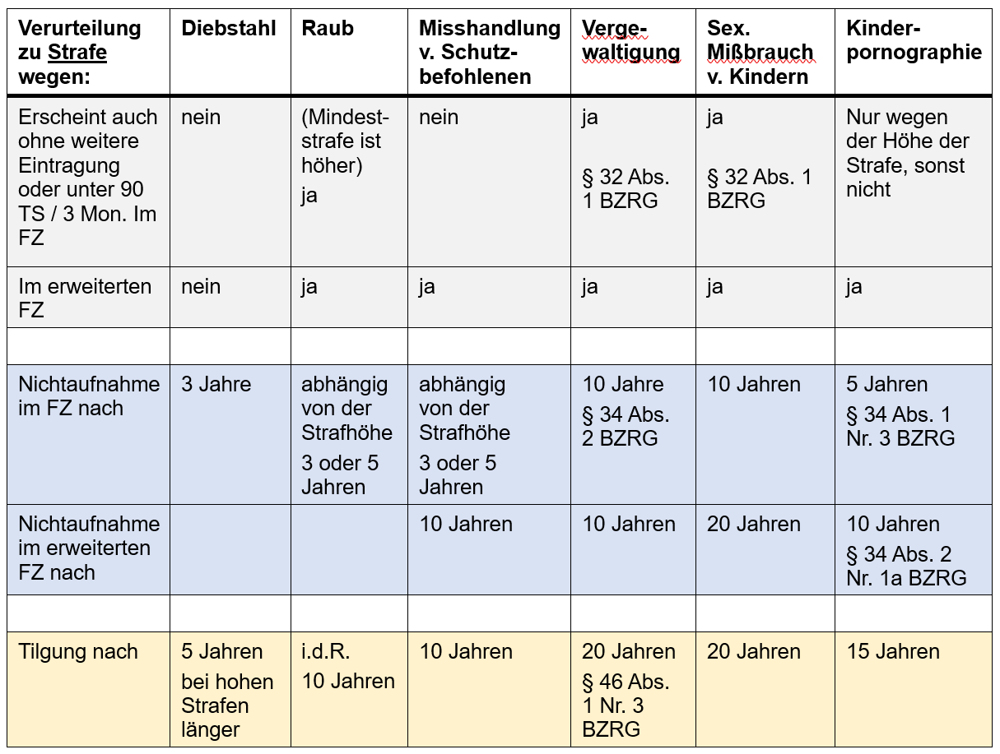 Verurteilung
zu Strafe
wegen:
Diebstahl
Raub
Misshandlung
v. Schutz-
befohlenen
Verge-
waltigung
Sex.
Mißbrauch
v. Kindern
Kinder-
pornographie
Erscheint auch
ohne weitere
Eintragung
oder unter 90
TS / 3 Mon. Im
FZ
nein
(Mindest-
strafe ist
höher)
ja
nein
ja
§ 32 Abs.
1 BZRG
ja
§ 32 Abs. 1
BZRG
Nur wegen
der Höhe der
Strafe, sonst
nicht
Im erweiterten
FZ
nein
ja
ja
ja
ja
ja
Nichtaufnahme
im FZ nach
3 Jahre
abhängig
von der
Strafhöhe
3 oder 5
Jahren
abhängig
von der
Strafhöhe
3 oder 5
Jahren
10 Jahre
§ 34 Abs.
2 BZRG
10 Jahren
5 Jahren
§ 34 Abs. 1
Nr. 3 BZRG
Nichtaufnahme
im erweiterten
FZ nach
10 Jahren
10 Jahren
20 Jahren
10 Jahren
§ 34 Abs. 2
Nr. 1a BZRG
Tilgung nach
5 Jahren
bei hohen
Strafen
länger
i.d.R.
10 Jahren
10 Jahren
20 Jahren
§ 46 Abs.
1 Nr. 3
BZRG
20 Jahren
15 Jahren